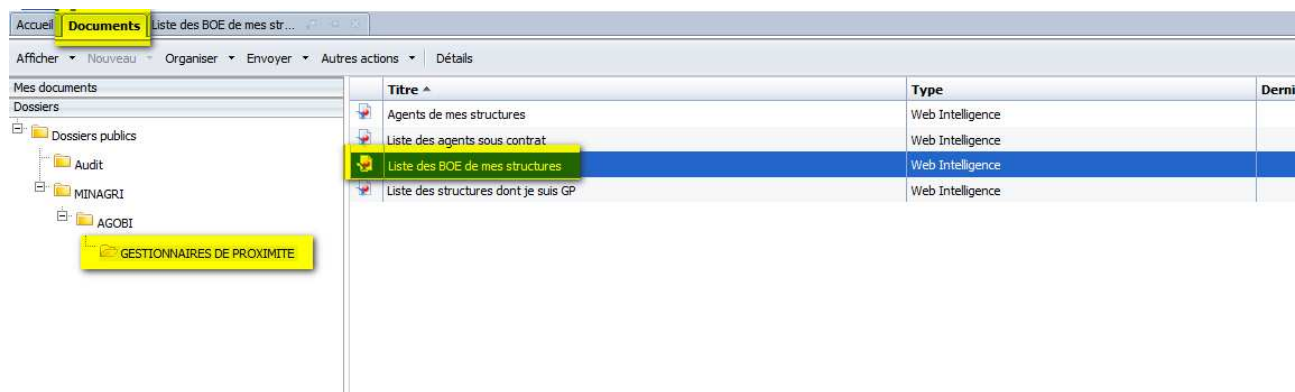 Accueil Documents Liste des BOE de mes str...
Afficher Nouveau Organiser Envoyer Autres actions Détails
Mes documents
Dossiers
Dossiers publics
Audit
MINAGRI
AGOBI
GESTIONNAIRES DE PROXIMITE
Titre Type Derni
Agents de mes structures Web Intelligence
Liste des agents sous contrat Web Intelligence
Liste des BOE de mes structures Web Intelligence
Liste des structures dont je suis GP Web Intelligence